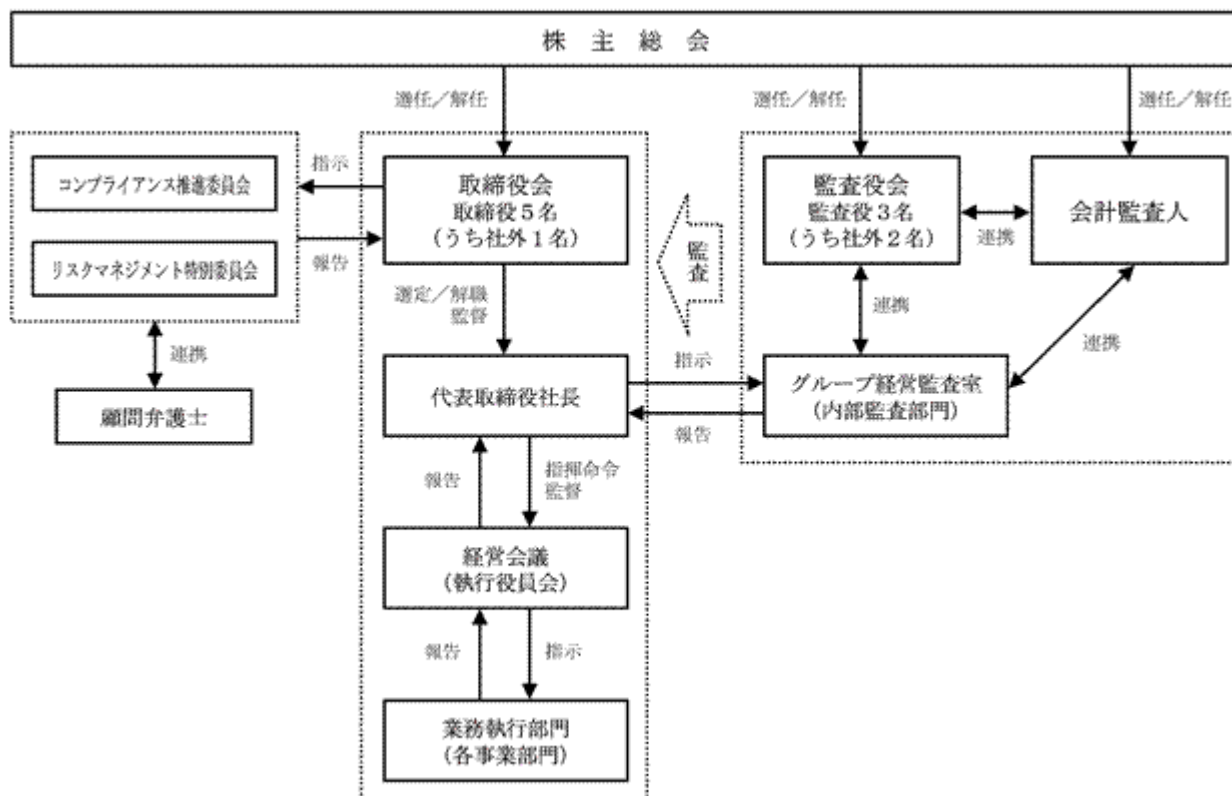 株主総会
選任／解任
選任／解任
選任／解任
コンプライアンス推進委員会
リスクマネジメント特別委員会
指示
報告
連携
顧問弁護士
取締役会
取締役５名
（うち社外１名）
選定／解職
監督
代表取締役社長
報告
指揮命令
監督
経営会議
（執行役員会）
報告
指示
業務執行部門
（各事業部門）
監査
監査役会
監査役３名
（うち社外２名）
連携
会計監査人
連携
連携
指示
報告
グループ経営監査室
（内部監査部門）